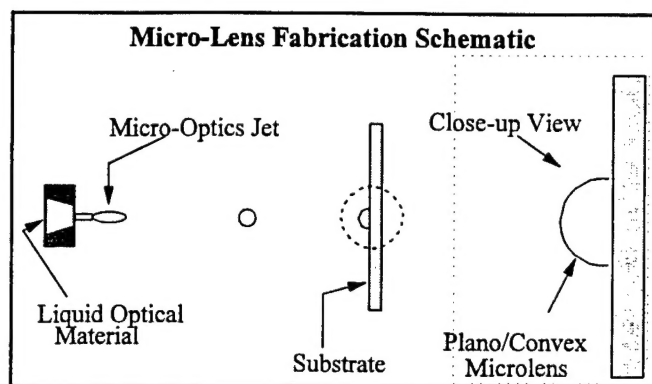 Micro-Lens Fabrication Schematic
Micro-Optics Jet
Close-up View
Liquid Optical
Material
Substrate
Plano/Convex
Microlens